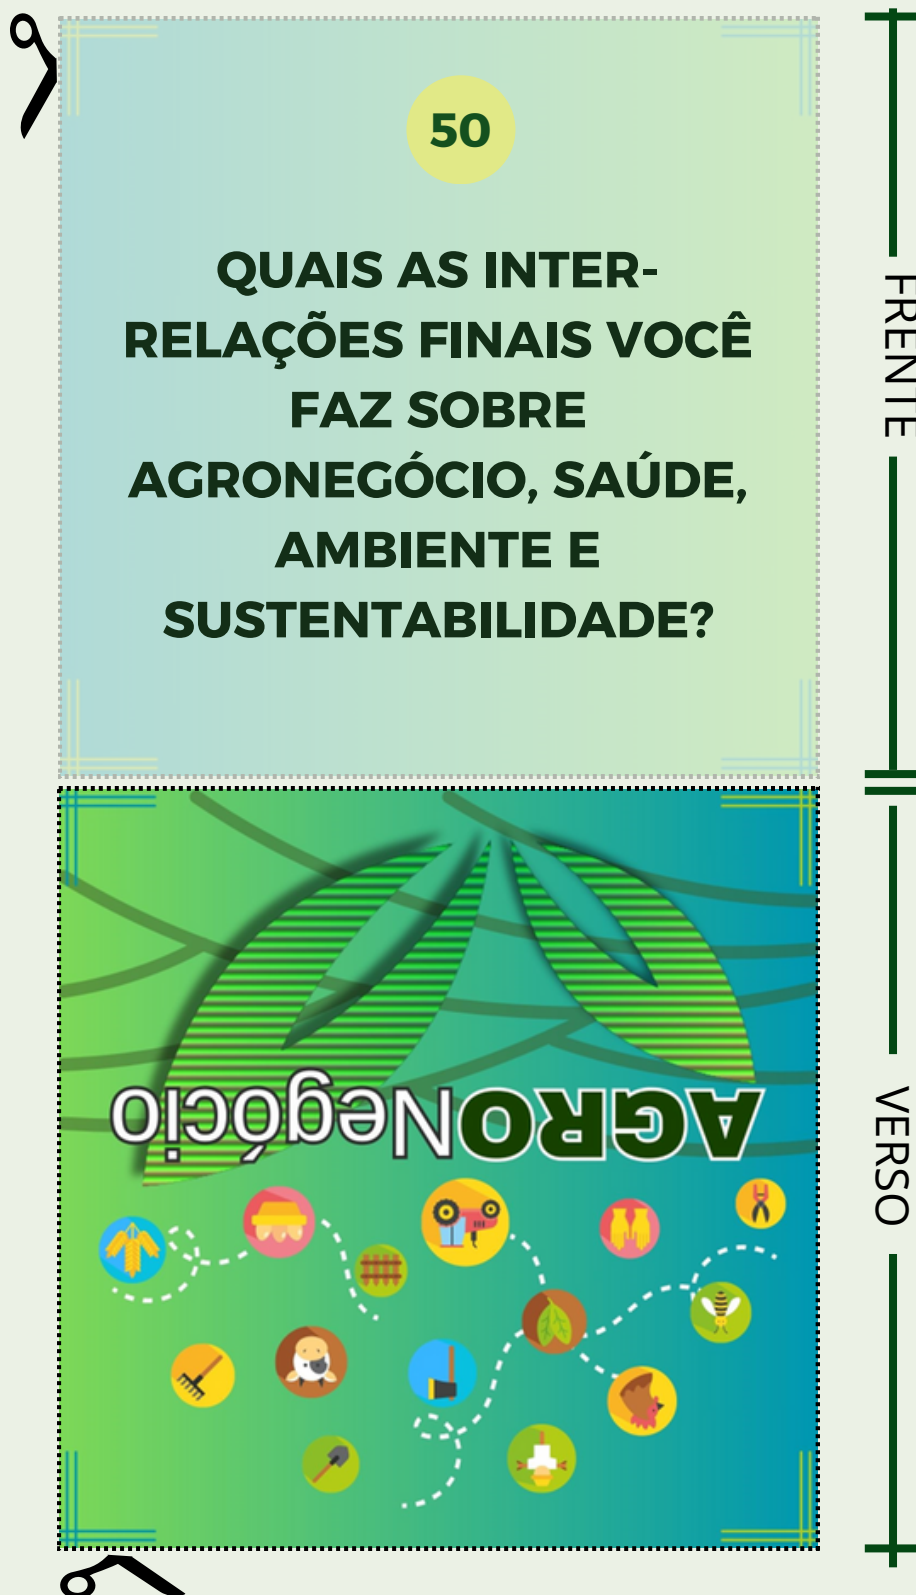 50
QUAIS AS INTER-
RELAÇÕES FINAIS VOCÊ
FAZ SOBRE
AGRONEGÓCIO, SAÚDE,
AMBIENTE E
SUSTENTABILIDADE?
FRENTE
AGRONegócio
VERSO